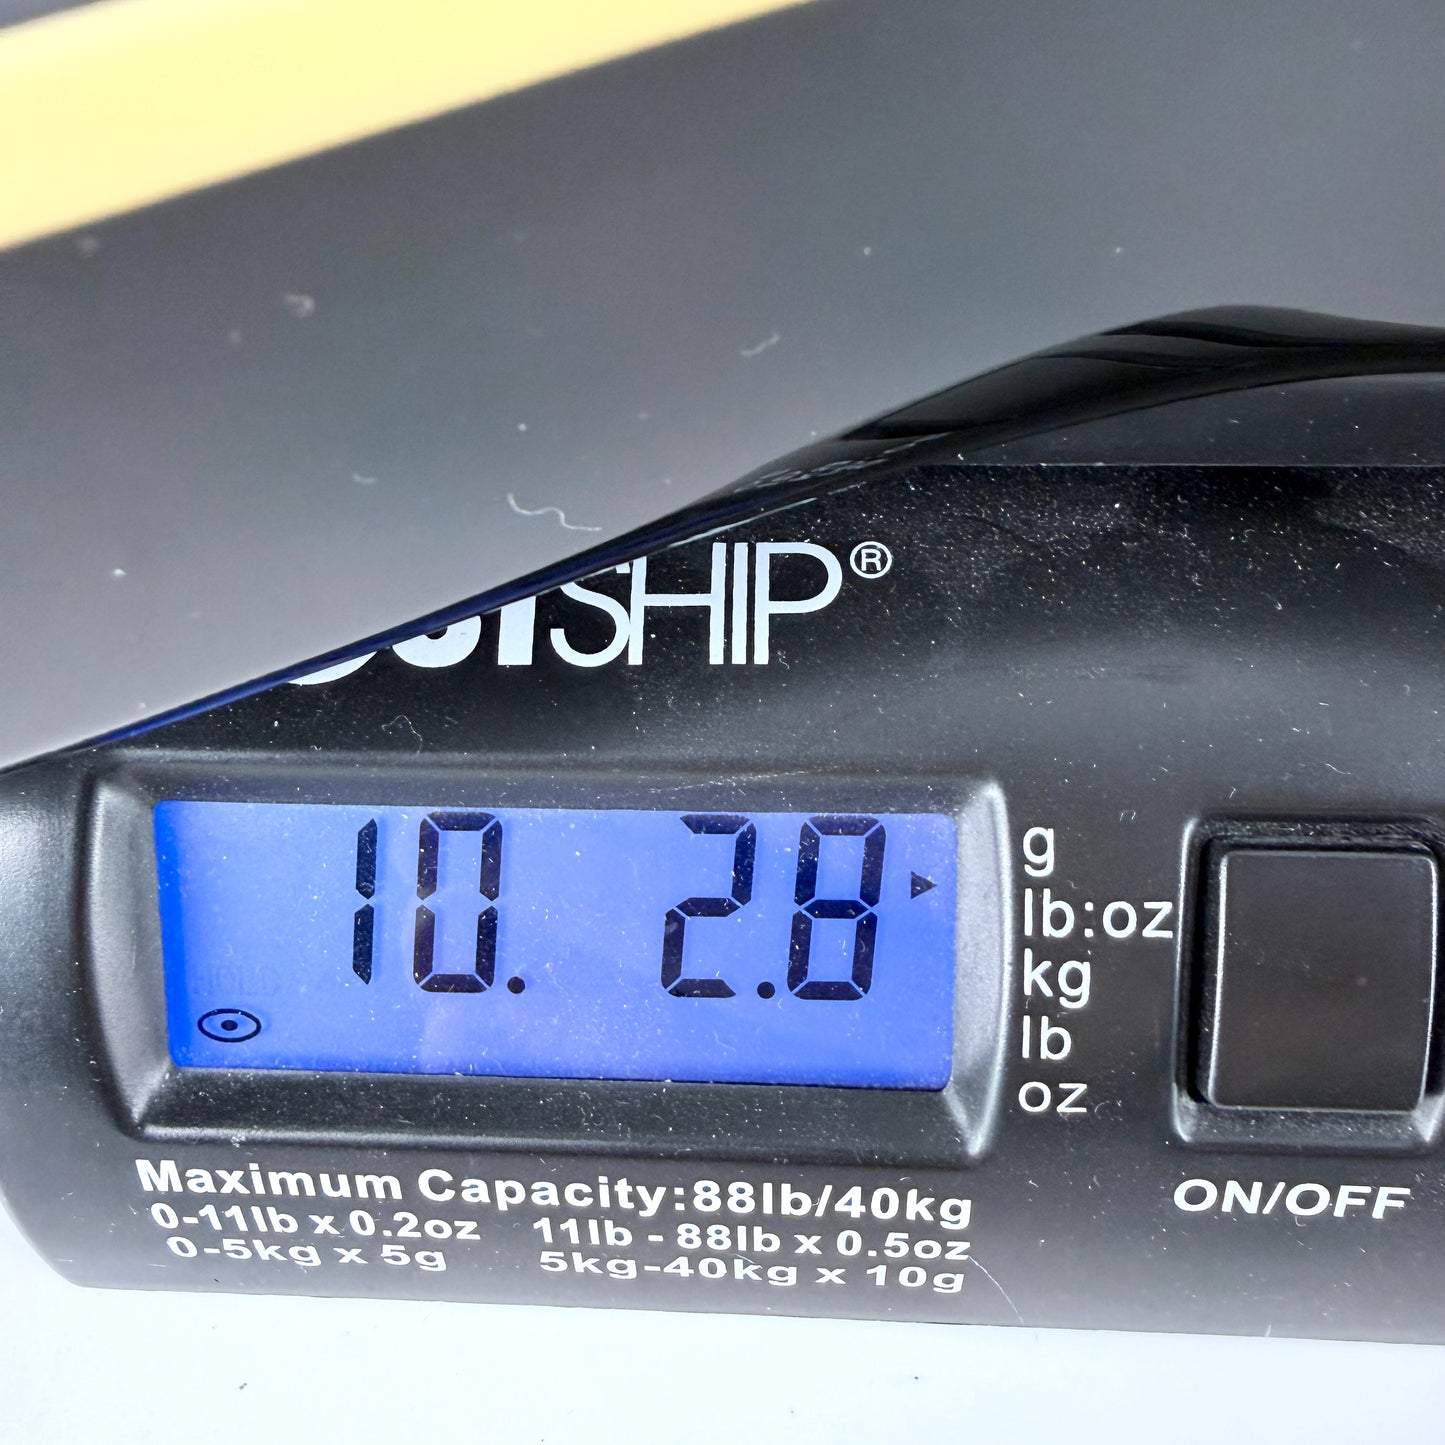 SHIP®
10. 2.8
g
lb:oz
kg
lb
oz
HOLD
ON/OFF
Maximum Capacity:88lb/40kg
0-11lb x 0.2oz 11lb - 88lb x 0.5oz
0-5kg x 5g 5kg-40kg x 10g